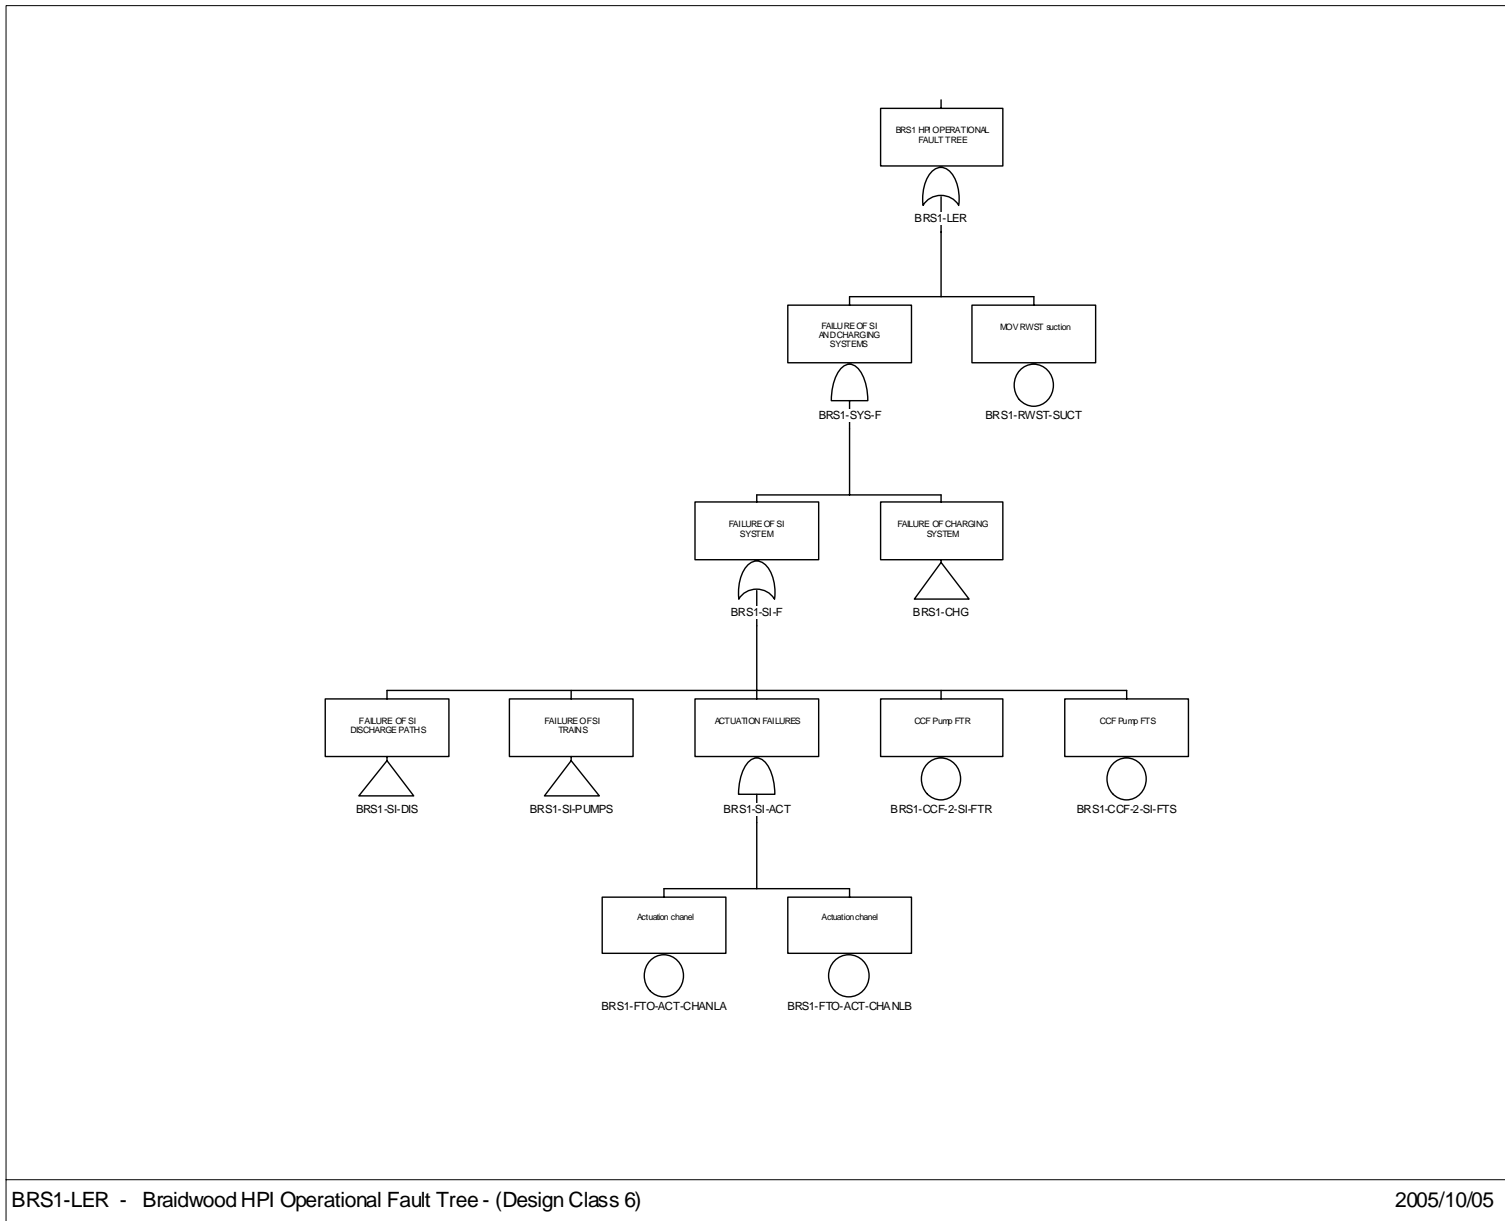 BRS1 HPI OPERATIONAL
FAULT TREE
BRS1-LER
FAILURE OF SI
AND CHARGING
SYSTEMS
MOV RWST suction
BRS1-SYS-F
BRS1-RWST-SUCT
FAILURE OF SI
SYSTEM
FAILURE OF CHARGING
SYSTEM
BRS1-SI-F
BRS1-CHG
FAILURE OF SI
DISCHARGE PATHS
FAILURE OF SI
TRAINS
ACTUATION FAILURES
CCF Pump FTR
CCF Pump FTS
BRS1-SI-DIS
BRS1-SI-PUMPS
BRS1-SI-ACT
BRS1-CCF-2-SI-FTR
BRS1-CCF-2-SI-FTS
Actuation chanel
Actuation chanel
BRS1-FTO-ACT-CHANLA
BRS1-FTO-ACT-CHANLB
BRS1-LER - Braidwood HPI Operational Fault Tree - (Design Class 6)
2005/10/05